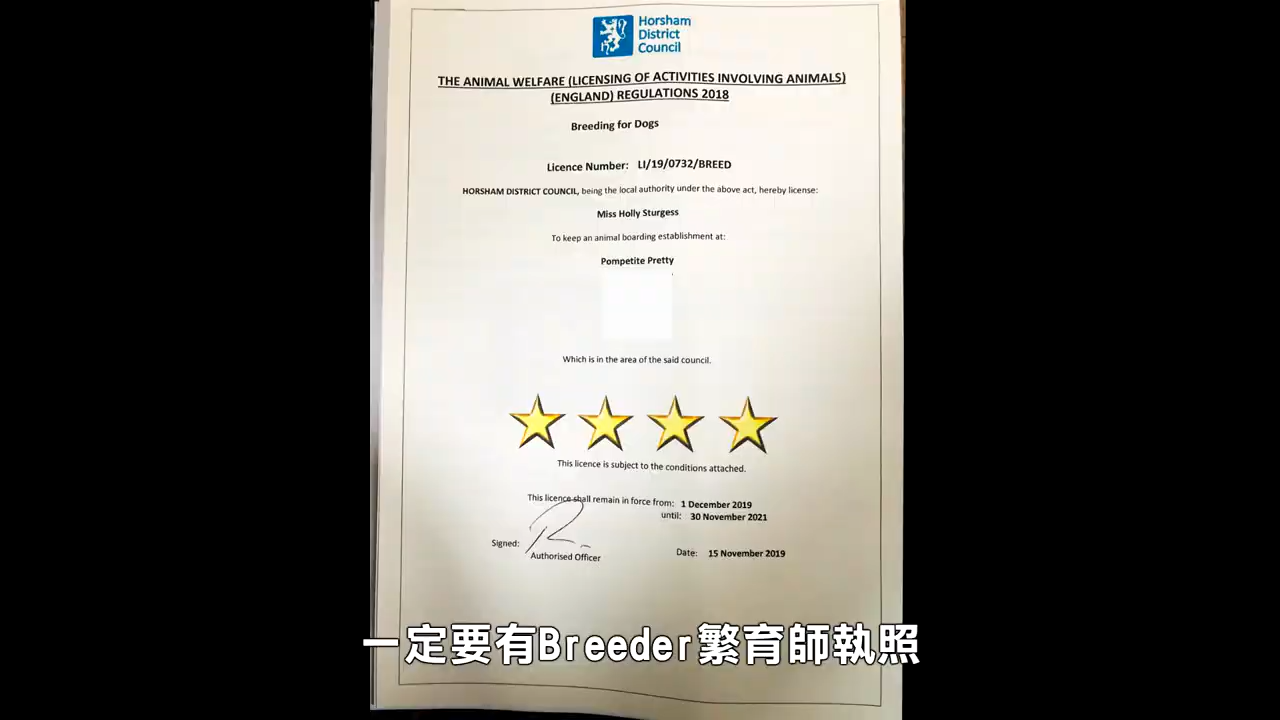 Horsham
District
Council
THE ANIMAL WELFARE (LICENSING OF ACTIVITIES INVOLVING ANIMALS)
(ENGLAND) REGULATIONS 2018
Breeding for Dogs
Licence Number: LI/19/0732/BREED
HORSHAM DISTRICT COUNCIL, being the local authority under the above act, hereby license:
Miss Holly Sturgess
To keep an animal boarding establishment at:
Pompetite Pretty
Which is in the area of the said council.
This licence is subject to the conditions attached.
This licence shall remain in force from: 1 December 2019
until: 30 November 2021
Signed:
Authorised Officer
Date: 15 November 2019
一定要有Breeder繁育師執照